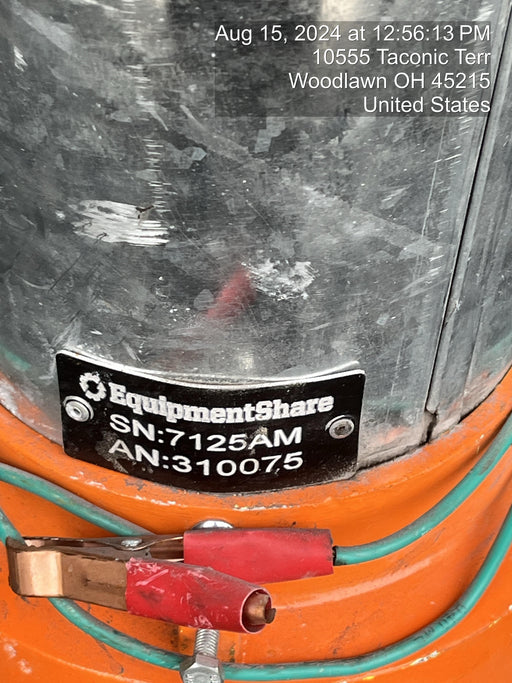 Aug 15, 2024 at 12:56:13 PM
10555 Taconic Terr
Woodlawn OH 45215
United States
EquipmentShare
SN:7125AM
AN:310075